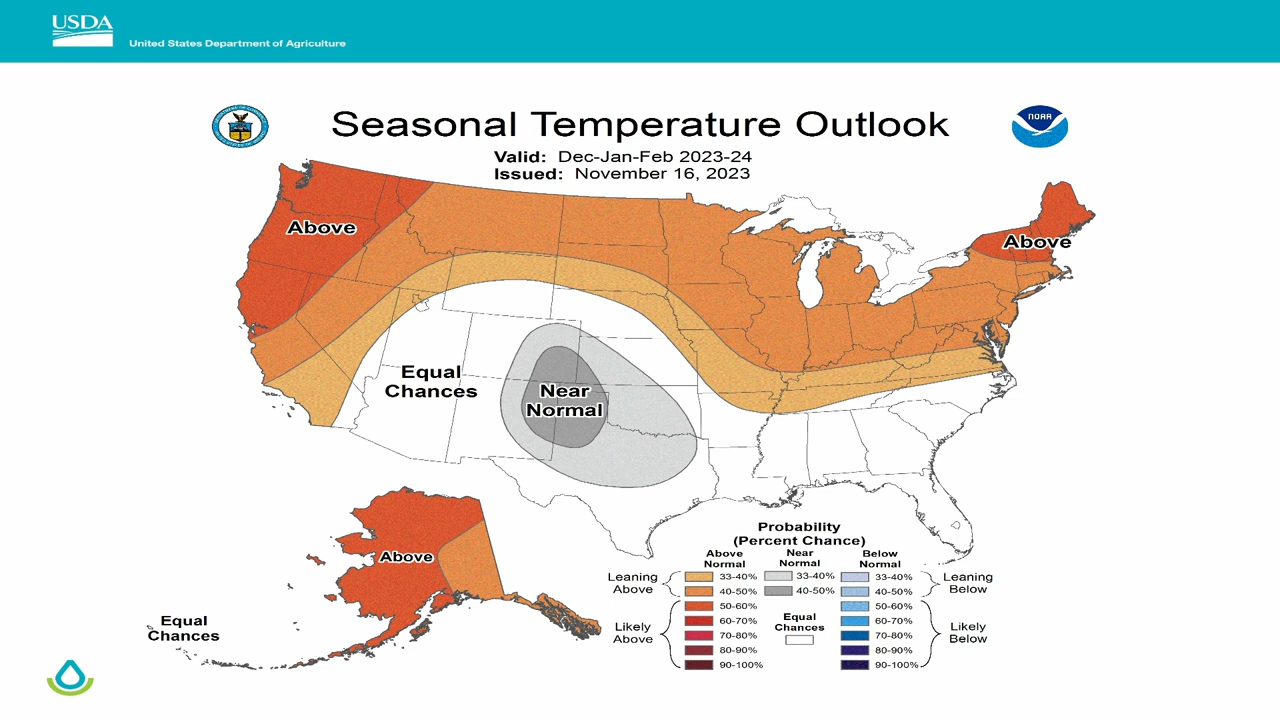 USDA
United States Department of Agriculture
NOAA
Seasonal Temperature Outlook
Valid: Dec-Jan-Feb 2023-24
Issued: November 16, 2023
Above
Above
Equal
Chances
Near
Normal
Above
Equal
Chances
Probability
(Percent Chance)
Above
Normal
Near
Normal
Below
Normal
Leaning
Above
33-40%
33-40%
33-40%
Leaning
Below
40-50%
40-50%
40-50%
Likely
Above
50-60%
60-70%
70-80%
80-90%
90-100%
Equal
Chances
50-60%
60-70%
70-80%
80-90%
90-100%
Likely
Below